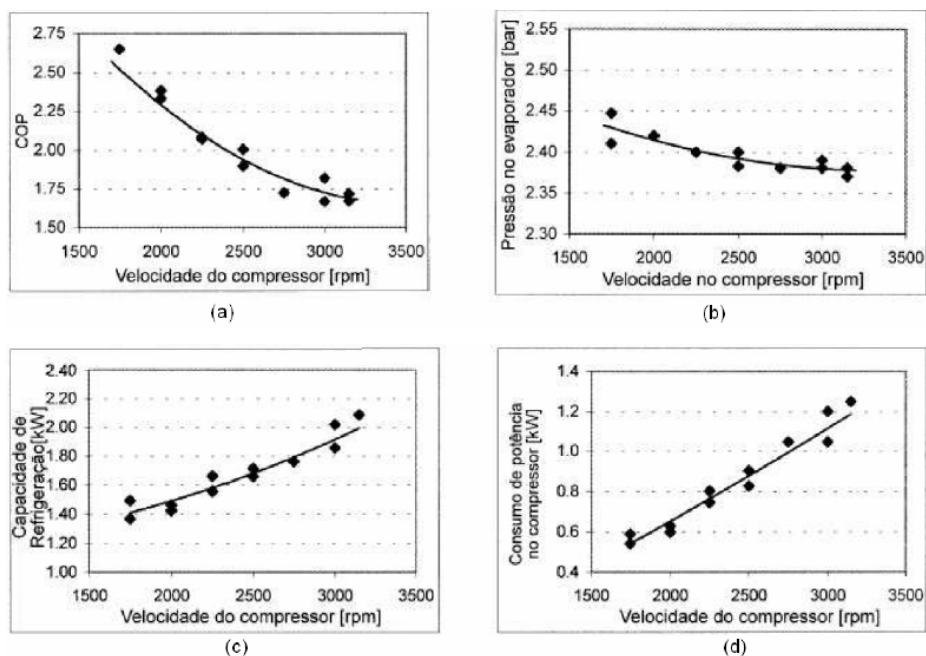 2.75
2.50
2.25
2.00
1.75
1.50
COP
1500 2000 2500 3000 3500
Velocidade do compressor [rpm]
(a)
2.55
2.50
2.45
2.40
2.35
2.30
Pressão no evaporador [bar]
1500 2000 2500 3000 3500
Velocidade no compressor [rpm]
(b)
2.40
2.20
2.00
1.80
1.60
1.40
1.20
1.00
Capacidade de
Refrigeração[kW]
1500 2000 2500 3000 3500
Velocidade do compressor [rpm]
(c)
1.4
1.2
1.0
0.8
0.6
0.4
Consumo de potência
no compressor [kW]
1500 2000 2500 3000 3500
Velocidade do compressor [rpm]
(d)